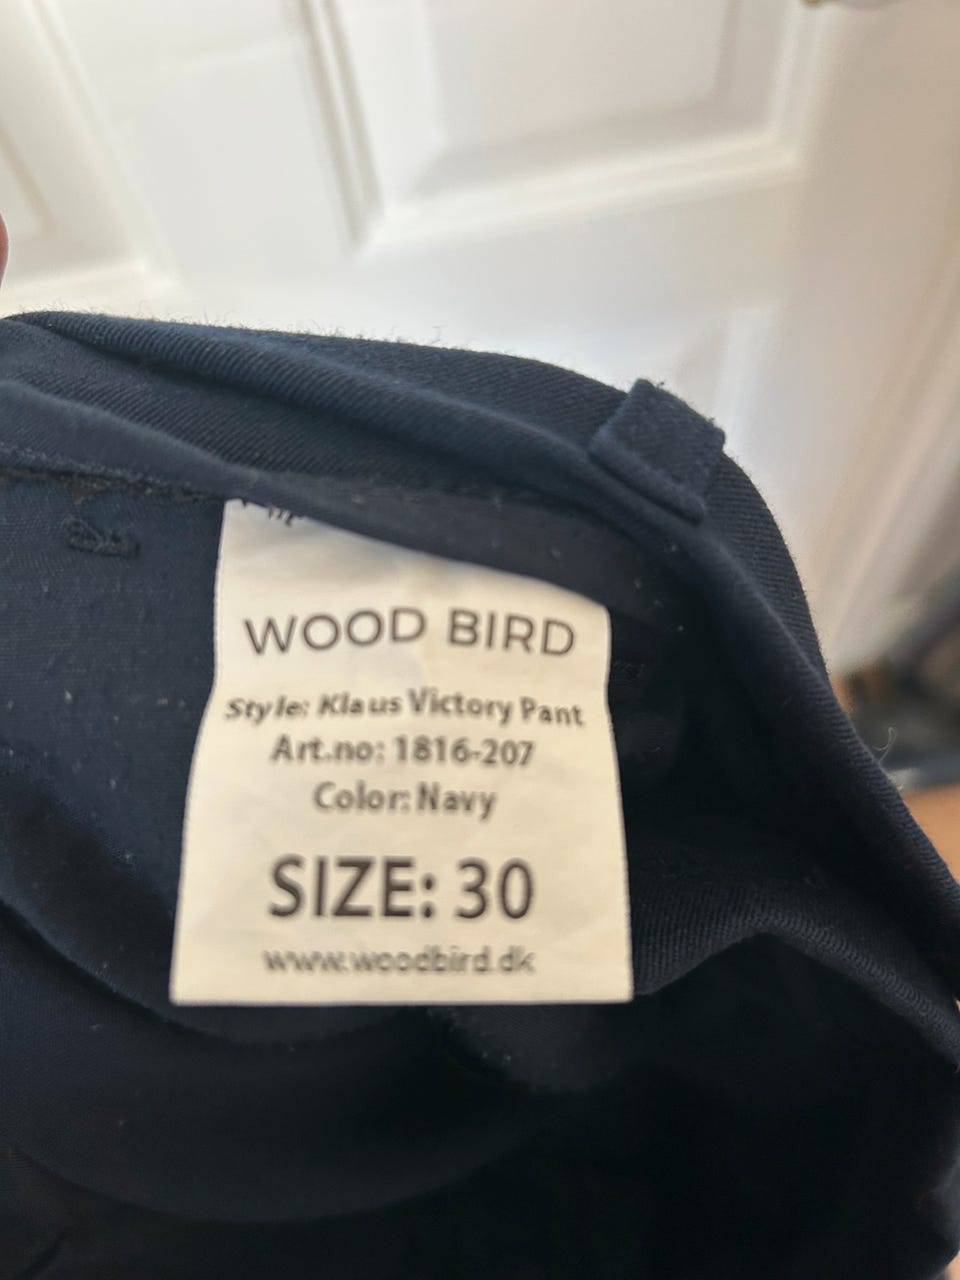 WOOD BIRD
Style: Klaus Victory Pant
Art.no: 1816-207
Color: Navy
SIZE: 30
www.woodbird.dk